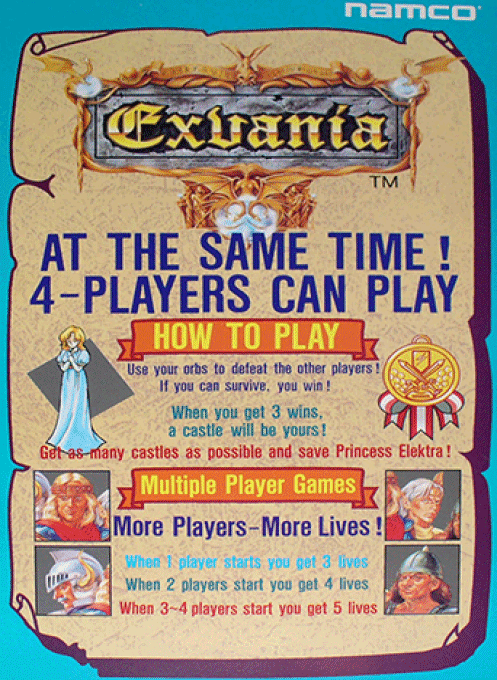 namco
Exvania
TM
AT THE SAME TIME!
4-PLAYERS CAN PLAY
HOW TO PLAY
Use your orbs to defeat the other players!
If you can survive, you win!
When you get 3 wins,
a castle will be yours!
Get as many castles as possible and save Princess Elektra!
Multiple Player Games
More Players-More Lives!
When 1 player starts you get 3 lives
When 2 players start you get 4 lives
When 3~4 players start you get 5 lives